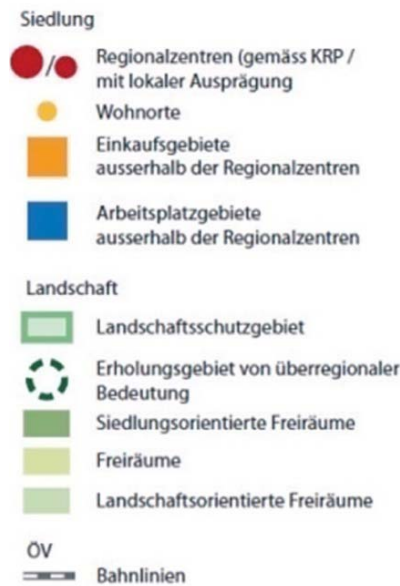 Siedlung
/
Regionalzentren (gemäss KRP /
mit lokaler Ausprägung
Wohnorte
Einkaufsgebiete
ausserhalb der Regionalzentren
Arbeitsplatzgebiete
ausserhalb der Regionalzentren
Landschaft
Landschaftsschutzgebiet
Erholungsgebiet von überregionaler
Bedeutung
Siedlungsorientierte Freiräume
Freiräume
Landschaftsorientierte Freiräume
ÖV
Bahnlinien